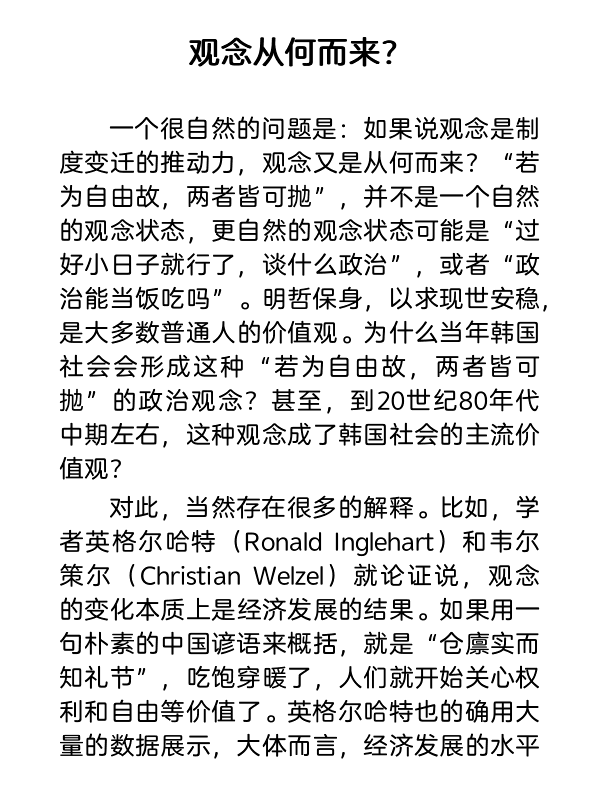 观念从何而来？
一个很自然的问题是：如果说观念是制
度变迁的推动力，观念又是从何而来？“若
为自由故，两者皆可抛”，并不是一个自然
的观念状态，更自然的观念状态可能是“过
好小日子就行了，谈什么政治”，或者“政
治能当饭吃吗”。明哲保身，以求现世安稳，
是大多数普通人的价值观。为什么当年韩国
社会会形成这种“若为自由故，两者皆可
抛”的政治观念？甚至，到20世纪80年代
中期左右，这种观念成了韩国社会的主流价
值观？
对此，当然存在很多的解释。比如，学
者英格尔哈特（Ronald Inglehart）和韦尔
策尔（Christian Welzel）就论证说，观念
的变化本质上是经济发展的结果。如果用一
句朴素的中国谚语来概括，就是“仓廪实而
知礼节”，吃饱穿暖了，人们就开始关心权
利和自由等价值了。英格尔哈特也的确用大
量的数据展示，大体而言，经济发展的水平